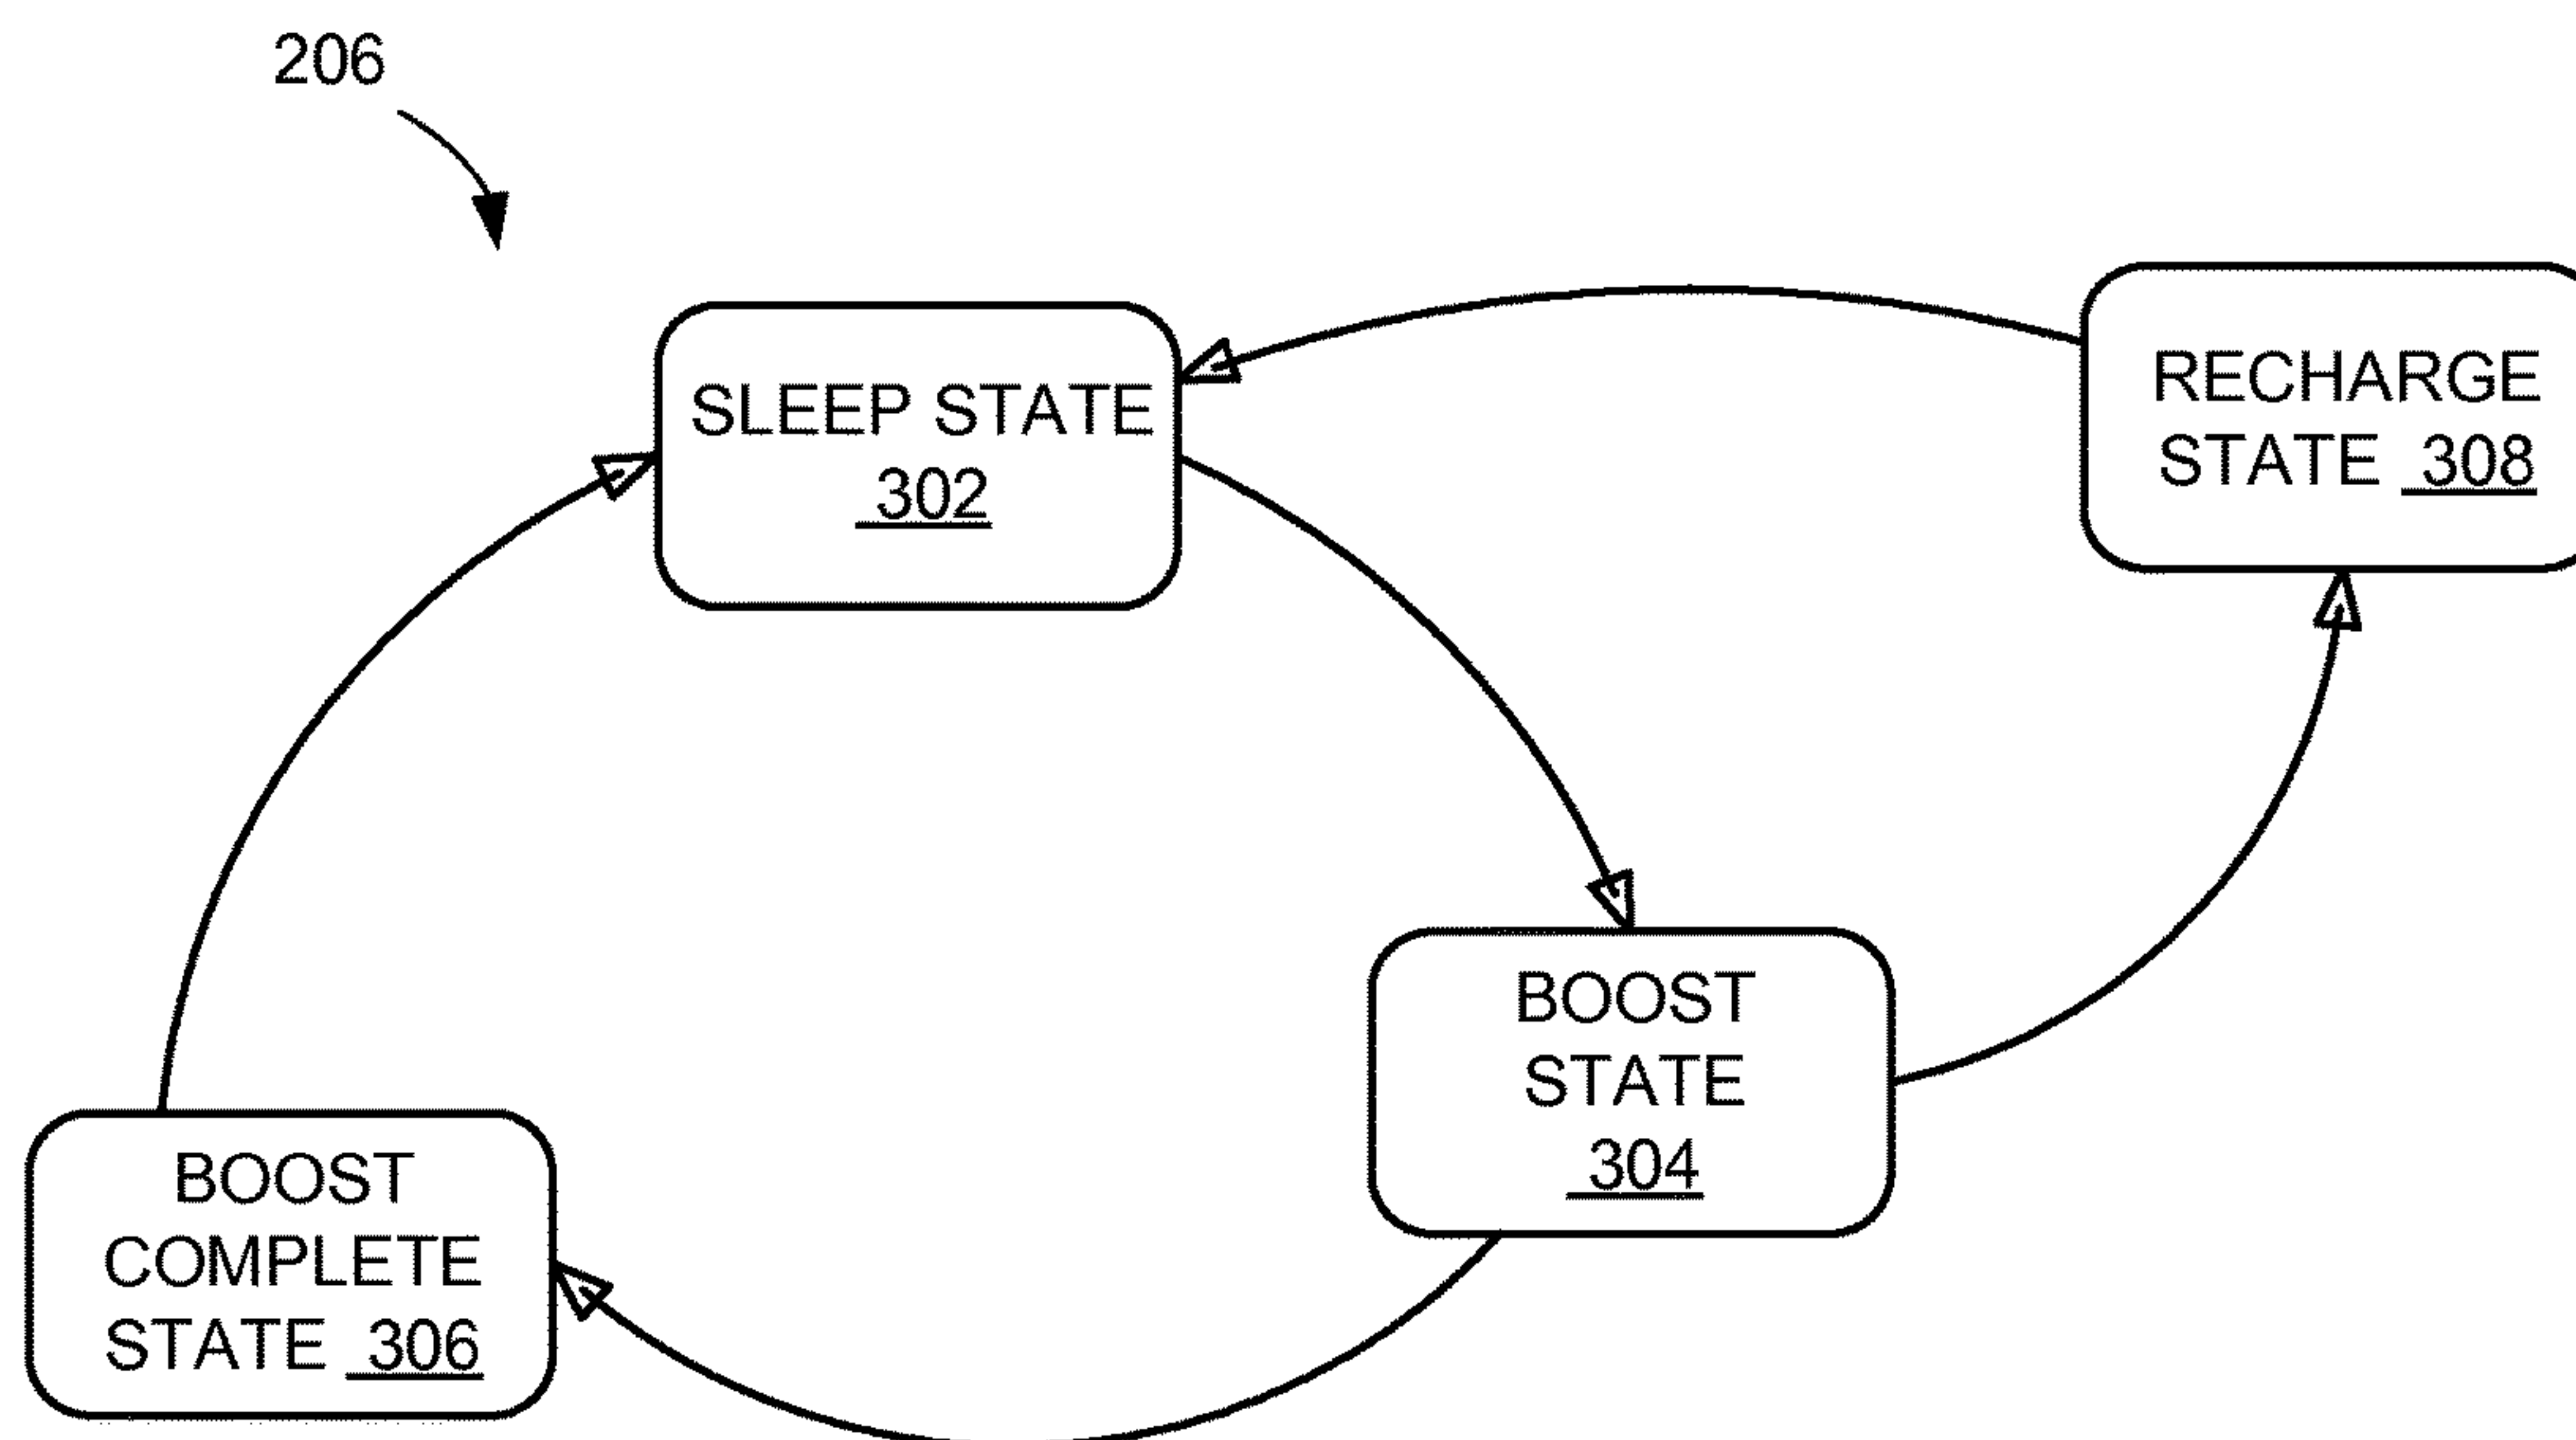 206
SLEEP STATE
302
RECHARGE
STATE 308
BOOST
STATE
304
BOOST
COMPLETE
STATE 306